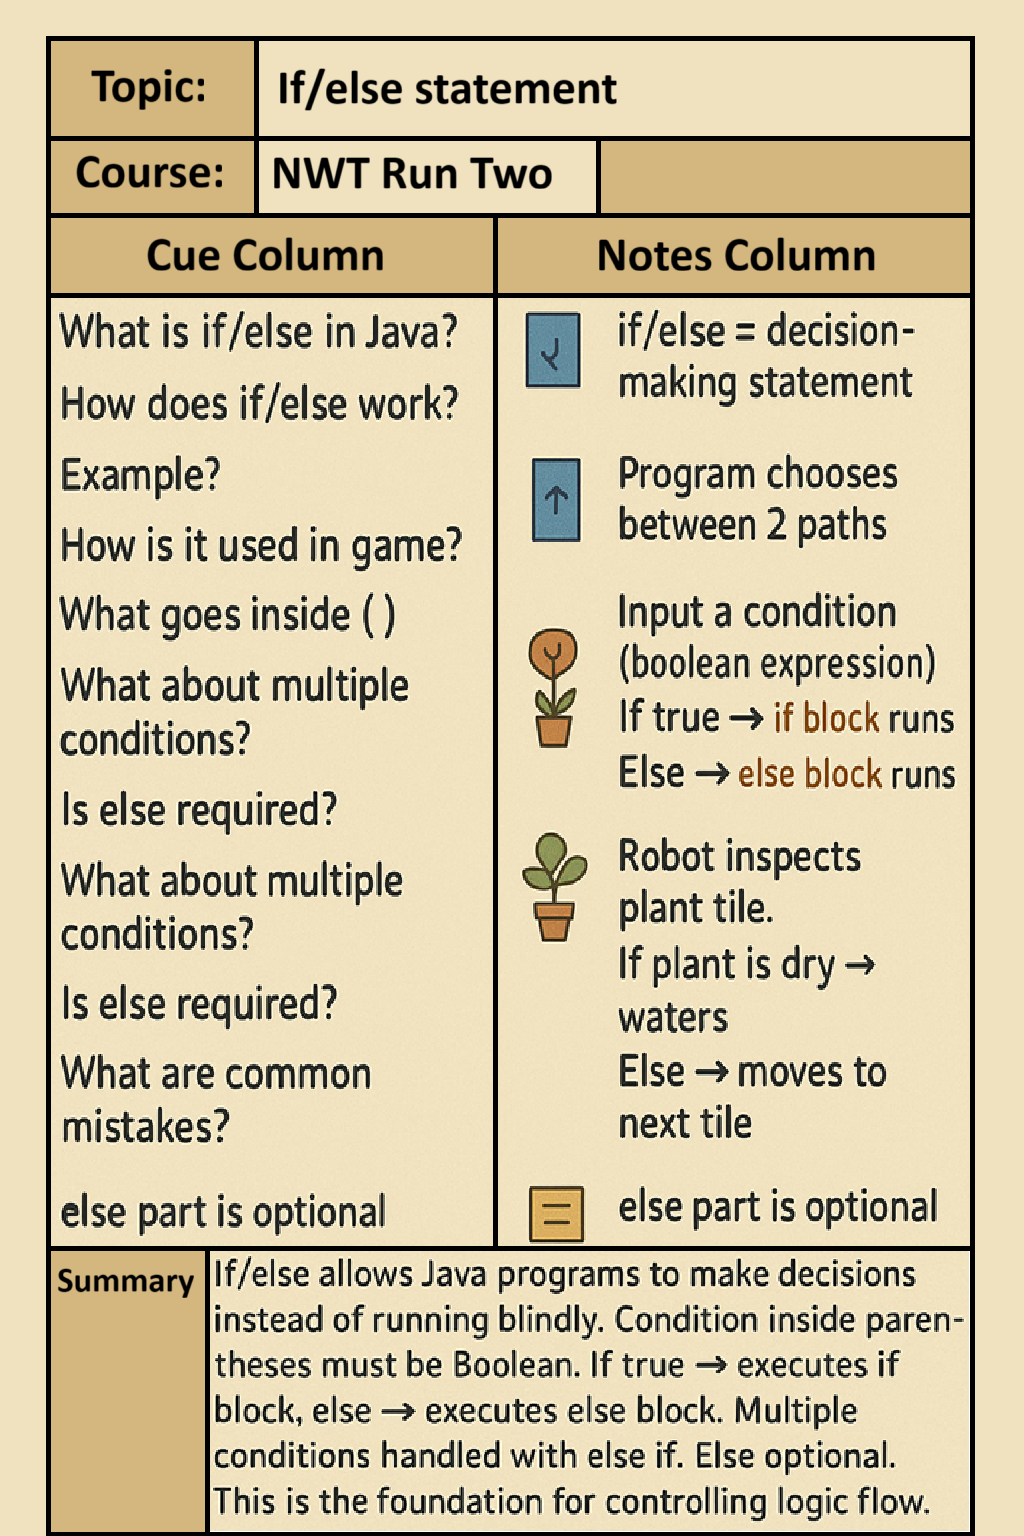 Topic:
If/else statement
Course:
NWT Run Two
Cue Column
Notes Column
What is if/else in Java?
How does if/else work?
Example?
How is it used in game?
What goes inside ( )
What about multiple
conditions?
Is else required?
What about multiple
conditions?
Is else required?
What are common
mistakes?
else part is optional
if/else = decision-
making statement
Program chooses
between 2 paths
Input a condition
(boolean expression)
If true → if block runs
Else → else block runs
Robot inspects
plant tile.
If plant is dry →
waters
Else → moves to
next tile
else part is optional
Summary
If/else allows Java programs to make decisions
instead of running blindly. Condition inside paren-
theses must be Boolean. If true → executes if
block, else → executes else block. Multiple
conditions handled with else if. Else optional.
This is the foundation for controlling logic flow.